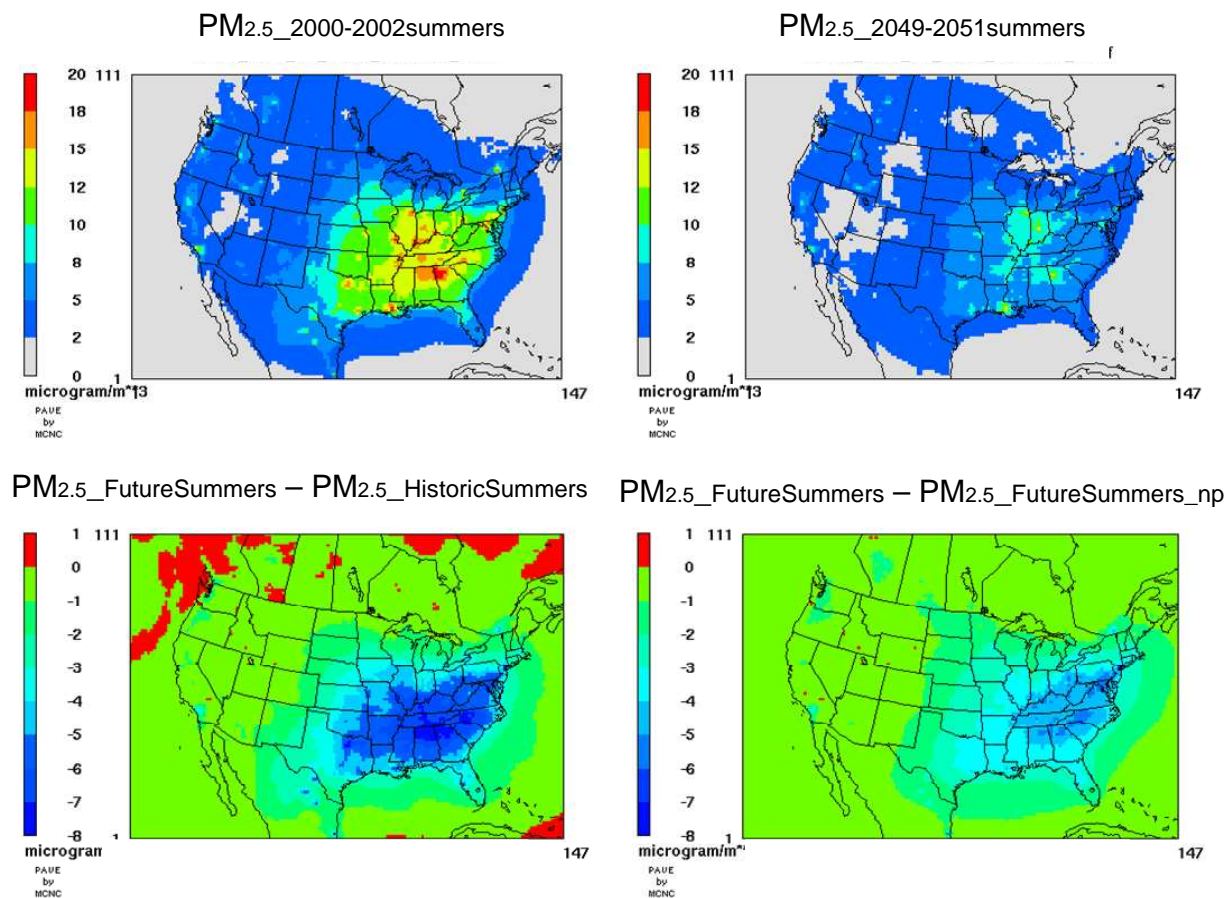 PM2.5_2000-2002summers
20
18
15
12
10
8
5
2
0
111
1
147
microgram/m**3
PAVE
by
MCNC
PM2.5_2049-2051summers
f
20
18
15
12
10
8
5
2
0
111
1
147
microgram/m**3
PAVE
by
MCNC
PM2.5_FutureSummers – PM2.5_HistoricSummers
1
0
-1
-2
-3
-4
-5
-6
-7
-8
111
1
147
microgram
PAVE
by
MCNC
PM2.5_FutureSummers – PM2.5_FutureSummers_np
1
0
-1
-2
-3
-4
-5
-6
-7
-8
111
1
147
microgram/m*
PAVE
by
MCNC